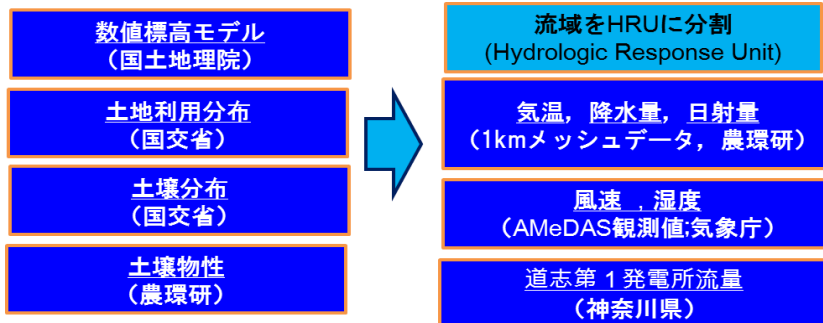 数値標高モデル
（国土地理院）
土地利用分布
（国交省）
土壌分布
（国交省）
土壌物性
（農環研）
流域をHRUに分割
(Hydrologic Response Unit)
気温，降水量，日射量
（1kmメッシュデータ，農環研）
風速 ，湿度
（AMeDAS観測値;気象庁）
道志第１発電所流量
（神奈川県）